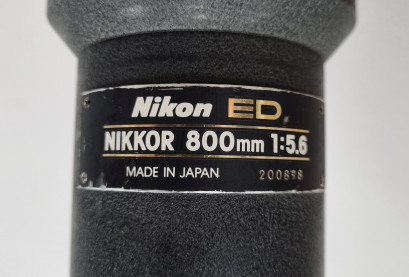 Nikon ED
NIKKOR 800mm 1:5.6
MADE IN JAPAN 200898